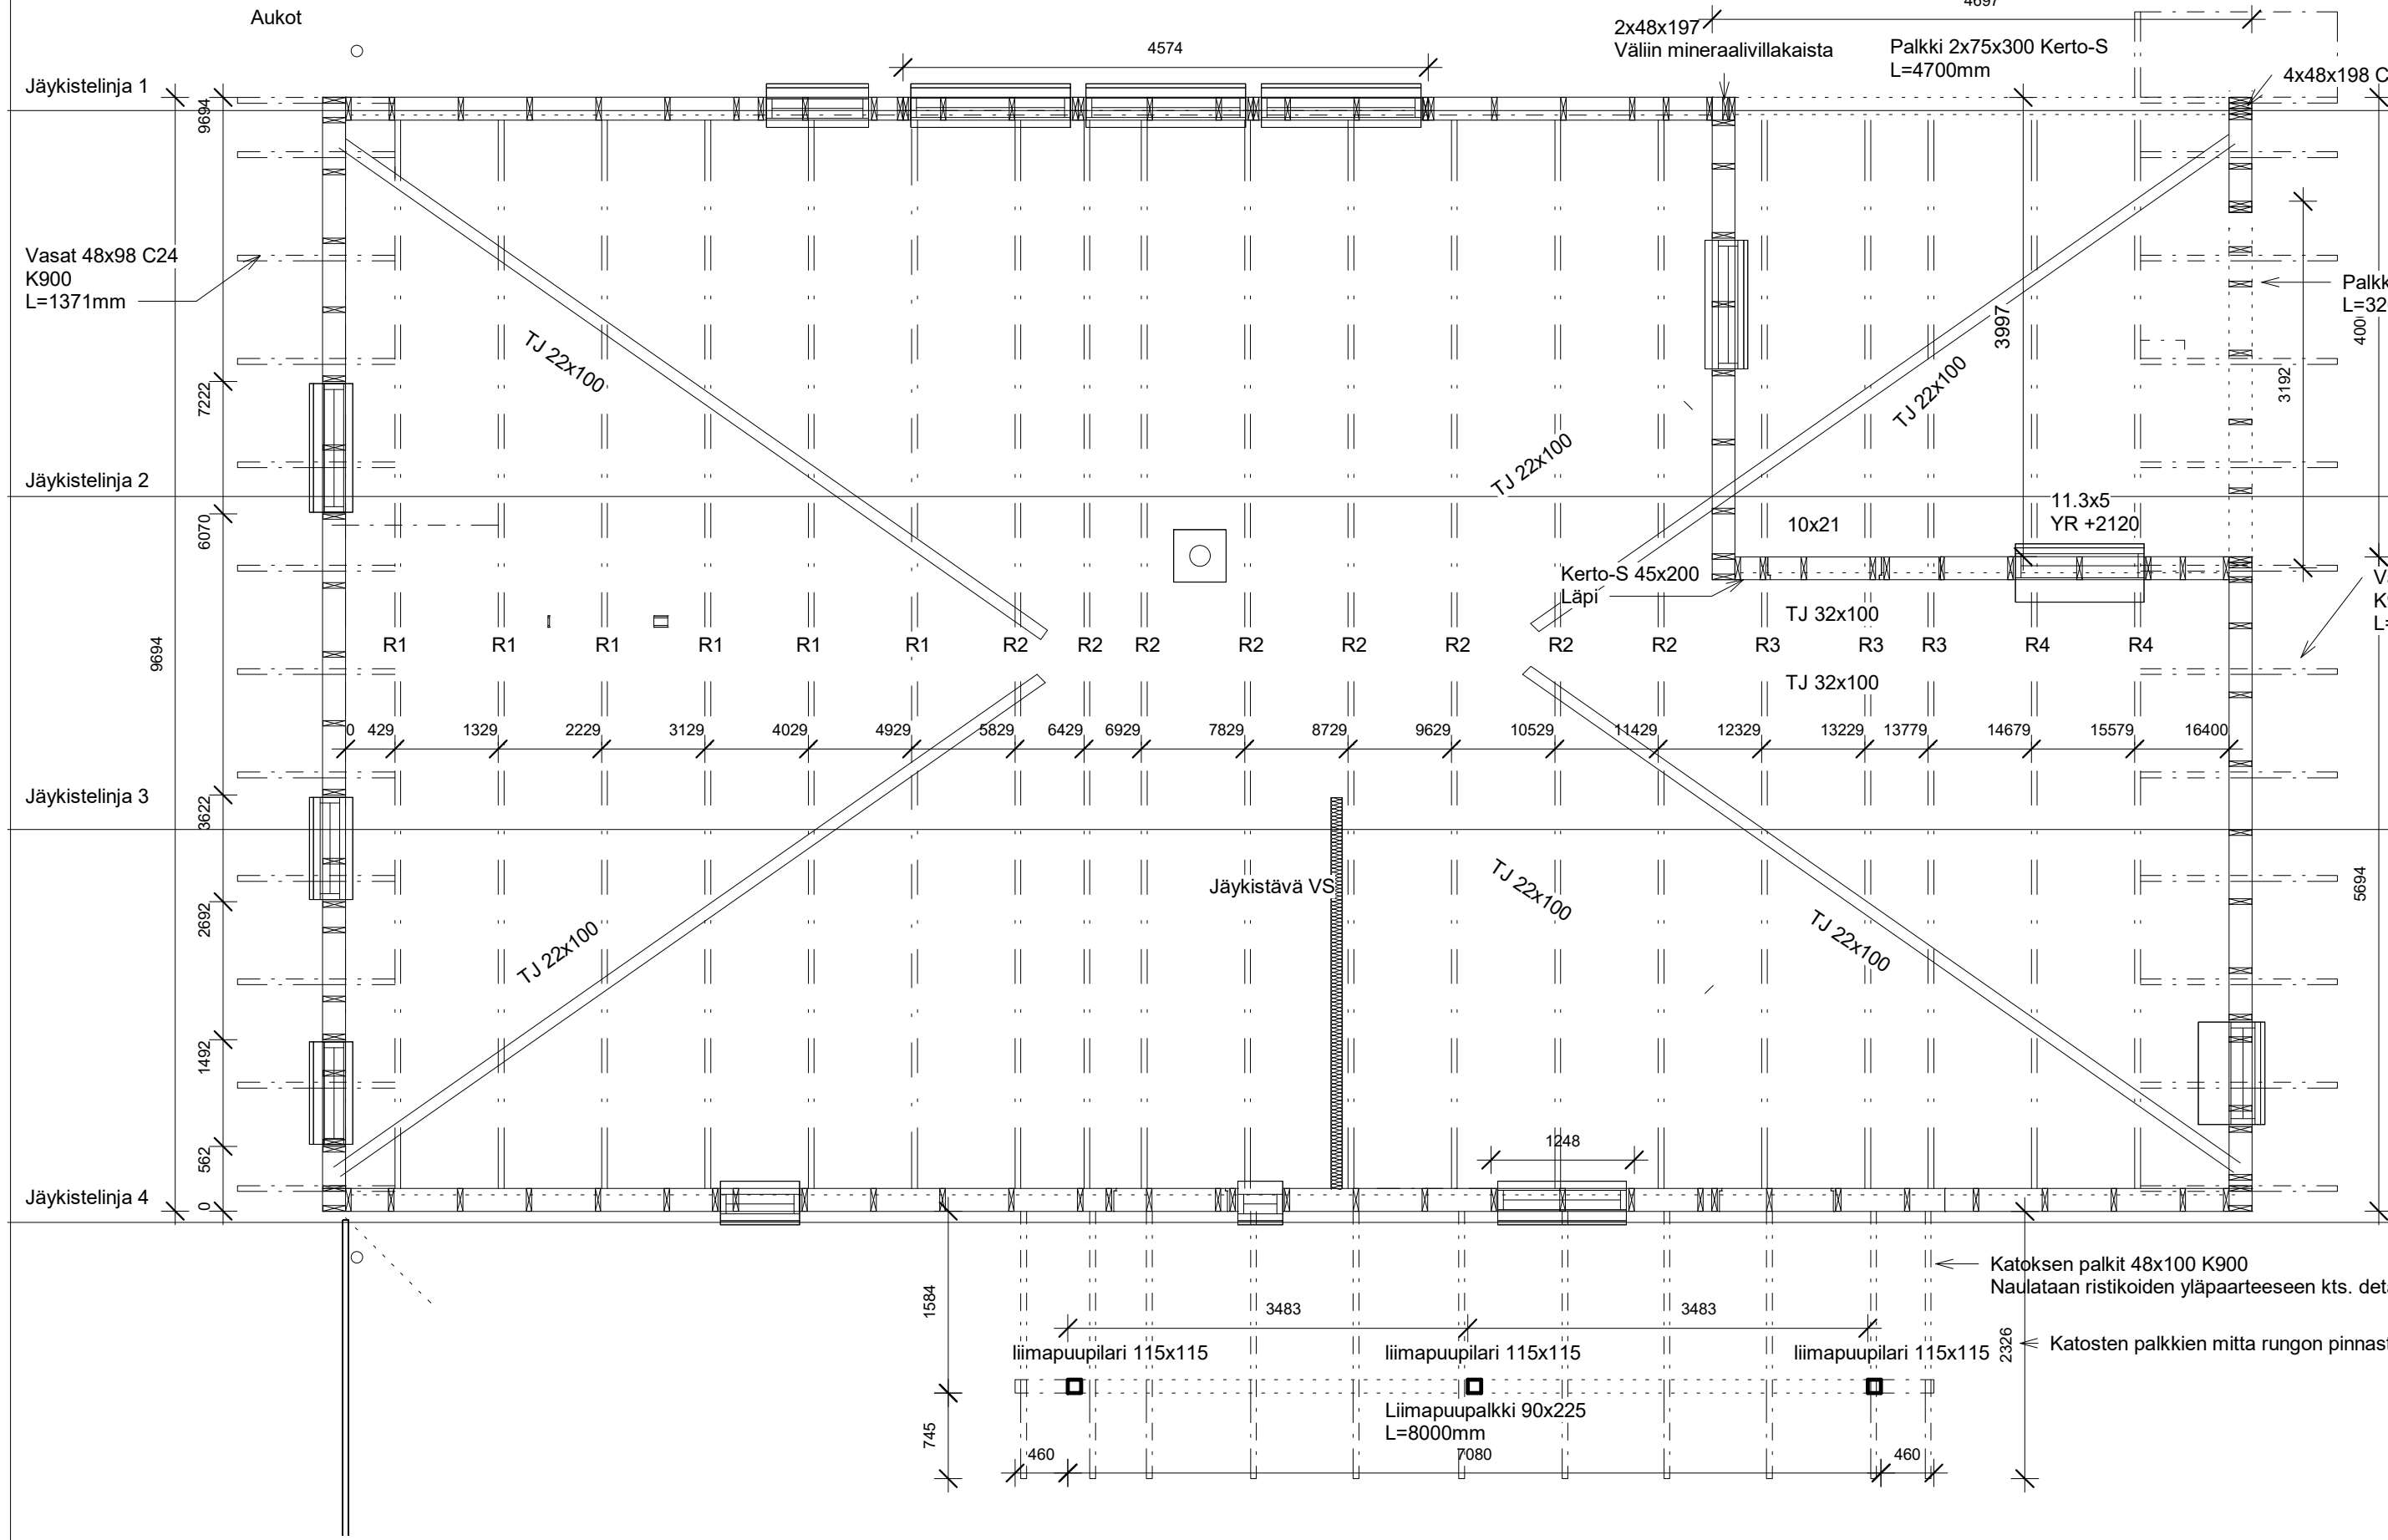 Aukot
4697
2x48x197
Väliin mineraalivillakaista
Palkki 2x75x300 Kerto-S
L=4700mm
4574
4x48x198 C
Jäykistelinja 1
9694
Vasat 48x98 C24
K900
L=1371mm
Palkk
L=32
400
3997
3192
TJ 22x100
TJ 22x100
TJ 22x100
7222
Jäykistelinja 2
6070
11.3x5
YR +2120
10x21
Kerto-S 45x200
Läpi
TJ 32x100
V
K
L=
R1 R1 R1 R1 R1 R1 R2 R2 R2 R2 R2 R2 R2 R2 R3 R3 R3 R4 R4
9694
TJ 32x100
0 429 1329 2229 3129 4029 4929 5829 6429 6929 7829 8729 9629 10529 11429 12329 13229 13779 14679 15579 16400
Jäykistelinja 3
3622
Jäykistävä VS
TJ 22x100
TJ 22x100
TJ 22x100
5694
2692
1492
562
0
1248
Jäykistelinja 4
Katoksen palkit 48x100 K900
Naulataan ristikoiden yläpaarteeseen kts. det
1584
3483
3483
2326
Katosten palkkien mitta rungon pinnast
liimapuupilari 115x115
liimapuupilari 115x115
liimapuupilari 115x115
Liimapuupalkki 90x225
L=8000mm
745
460
7080
460